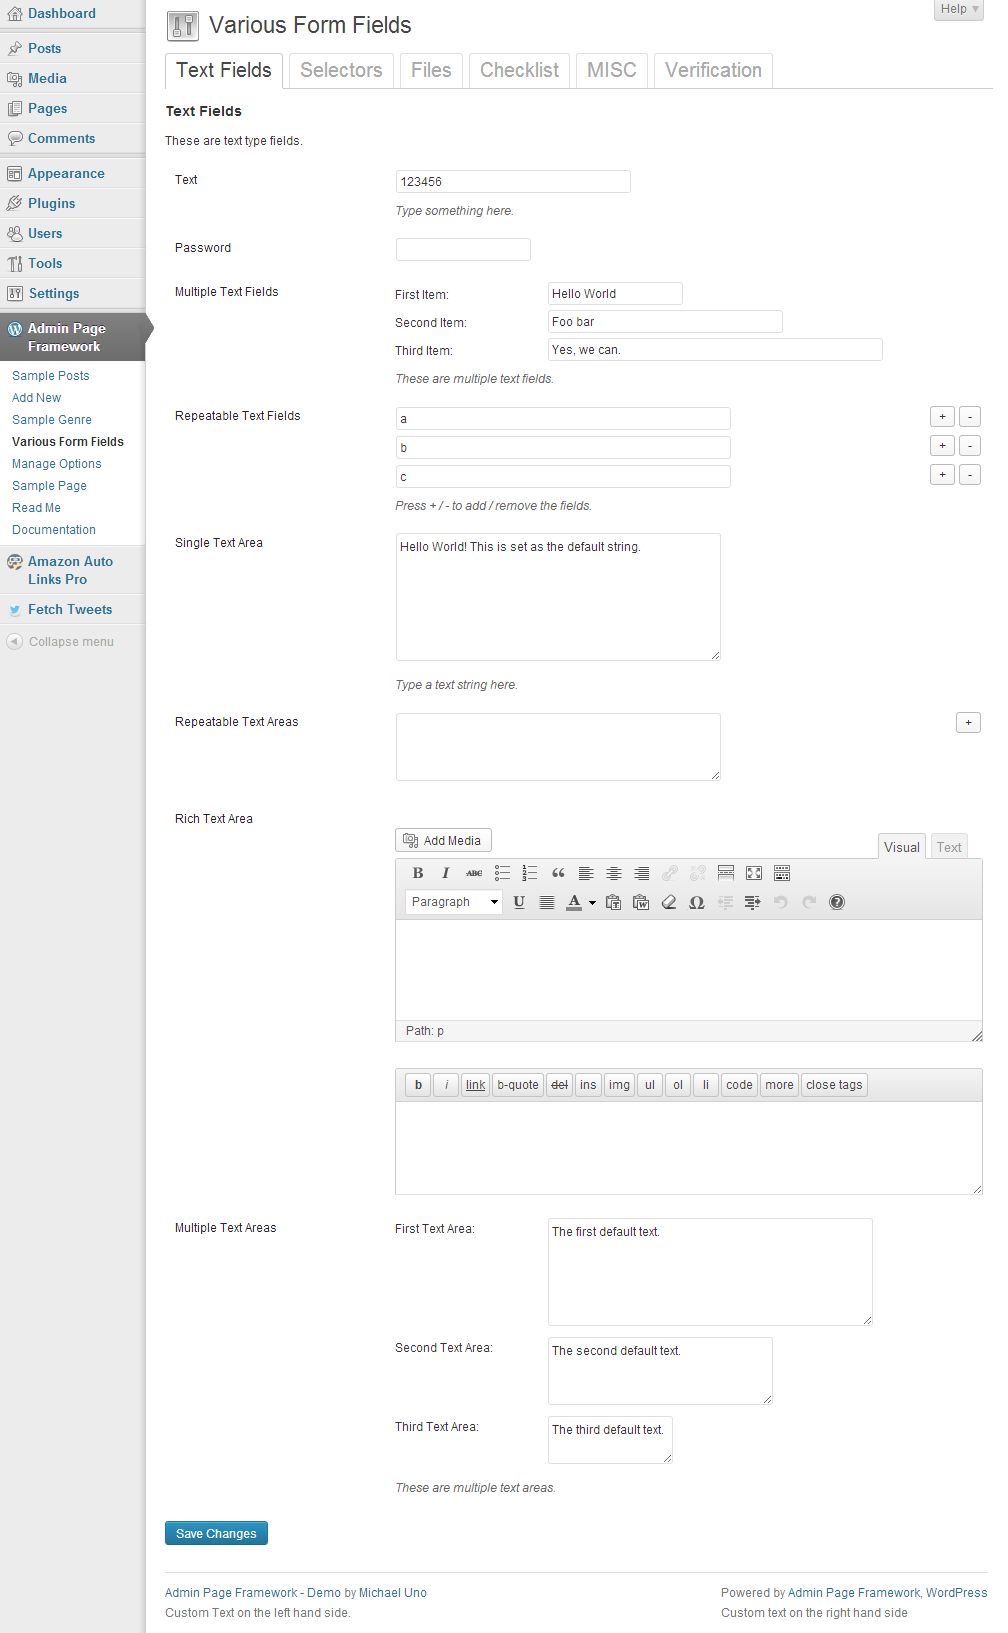 Dashboard
Posts
Media
Pages
Comments
Appearance
Plugins
Users
Tools
Settings
Admin Page
Framework
Sample Posts
Add New
Sample Genre
Various Form Fields
Manage Options
Sample Page
Read Me
Documentation
Amazon Auto
Links Pro
Fetch Tweets
Collapse menu
Help
Various Form Fields
Text Fields Selectors Files Checklist MISC Verification
Text Fields
These are text type fields.
Text 123456
Type something here.
Password
Multiple Text Fields First Item: Hello World
Second Item: Foo bar
Third Item: Yes, we can.
These are multiple text fields.
Repeatable Text Fields a + -
b + -
c + -
Press + / - to add / remove the fields.
Single Text Area Hello World! This is set as the default string.
Type a text string here.
Repeatable Text Areas +
Rich Text Area
Add Media Visual Text
B I ABC
Paragraph U A T W Ω ?
Path: p
b i link b-quote del ins img ul ol li code more close tags
Multiple Text Areas First Text Area: The first default text.
Second Text Area: The second default text.
Third Text Area: The third default text.
These are multiple text areas.
Save Changes
Admin Page Framework - Demo by Michael Uno
Custom Text on the left hand side.
Powered by Admin Page Framework, WordPress
Custom text on the right hand side